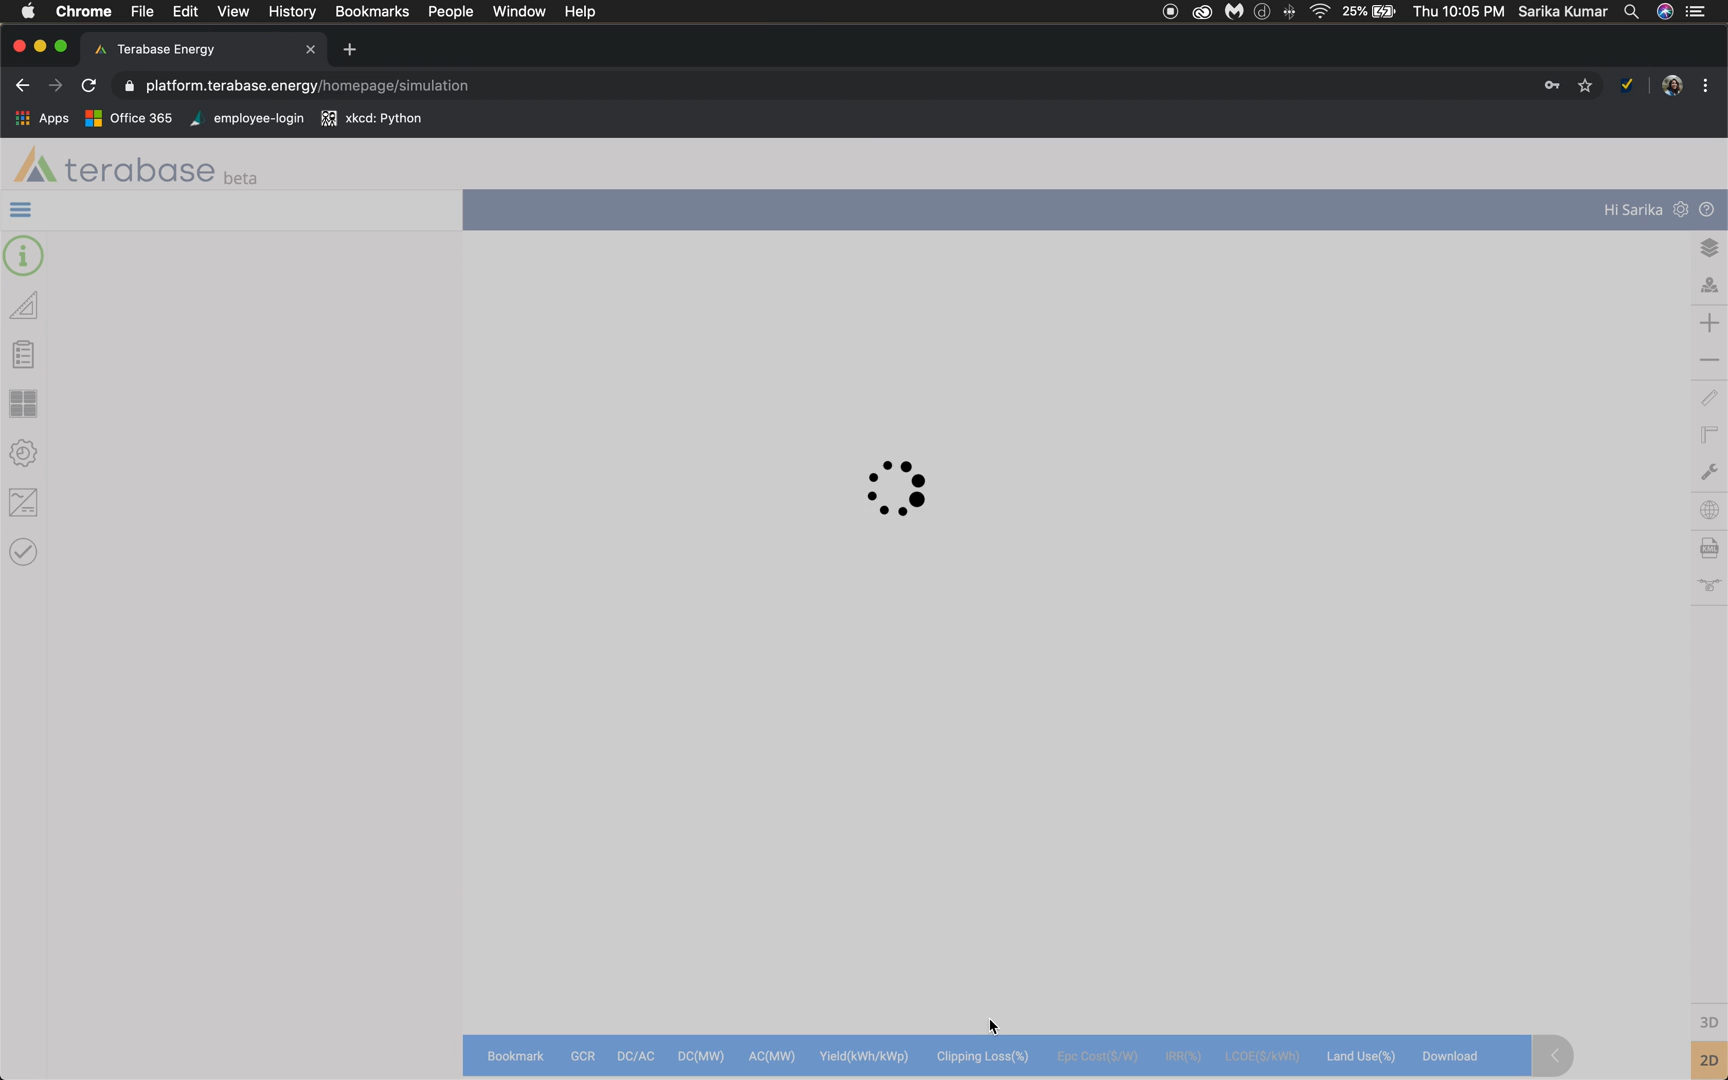 Chrome File Edit View History Bookmarks People Window Help 25% Thu 10:05 PM Sarika Kumar
Terabase Energy
platform.terabase.energy/homepage/simulation
Apps Office 365 employee-login xkcd: Python
terabase beta
Hi Sarika
KML
3D
Bookmark GCR DC/AC DC(MW) AC(MW) Yield(kWh/kWp) Clipping Loss(%) Epc Cost($/W) IRR(%) LCOE($/kWh) Land Use(%) Download
2D